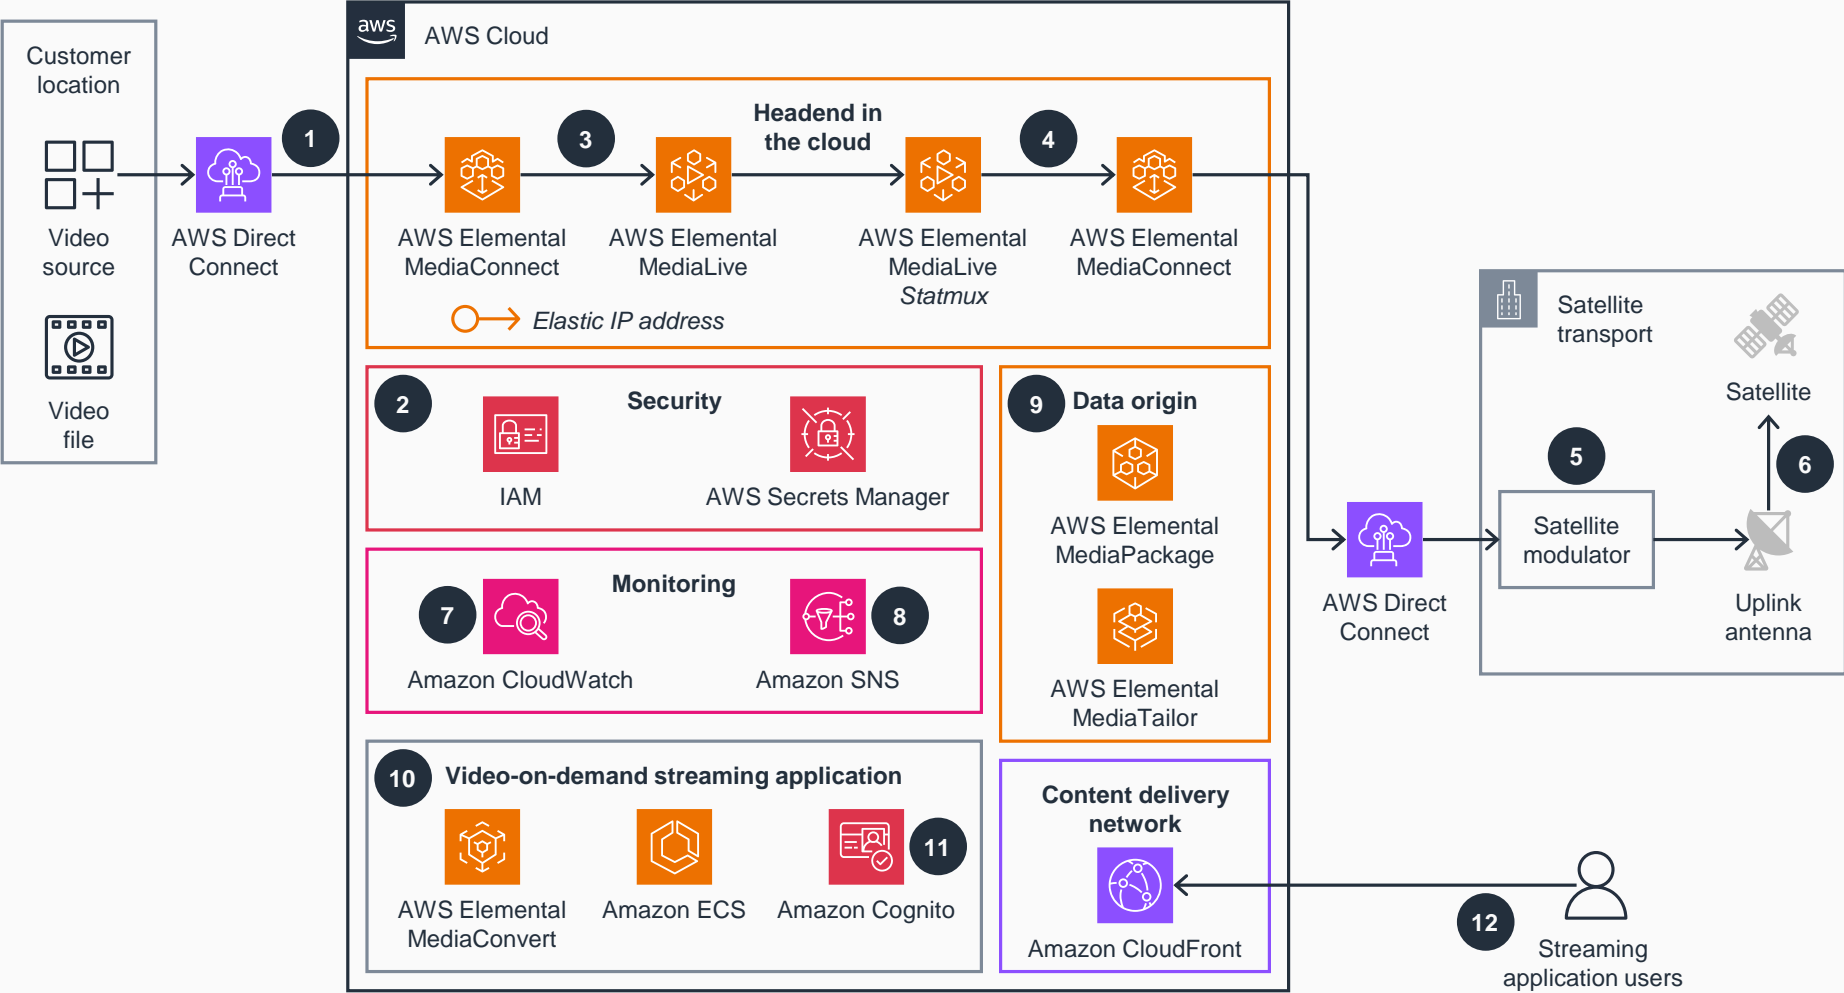 Customer
location
Video
source
Video
file
AWS Direct
Connect
1
aws
AWS Cloud
Headend in
the cloud
3
4
AWS Elemental
MediaConnect
AWS Elemental
MediaLive
AWS Elemental
MediaLive
Statmux
AWS Elemental
MediaConnect
Elastic IP address
2
Security
IAM
AWS Secrets Manager
Monitoring
7
8
Amazon CloudWatch
Amazon SNS
9
Data origin
AWS Elemental
MediaPackage
AWS Elemental
MediaTailor
10
Video-on-demand streaming application
AWS Elemental
MediaConvert
Amazon ECS
Amazon Cognito
11
Content delivery
network
Amazon CloudFront
12
Streaming
application users
AWS Direct
Connect
Satellite
transport
Satellite
5
6
Satellite
modulator
Uplink
antenna